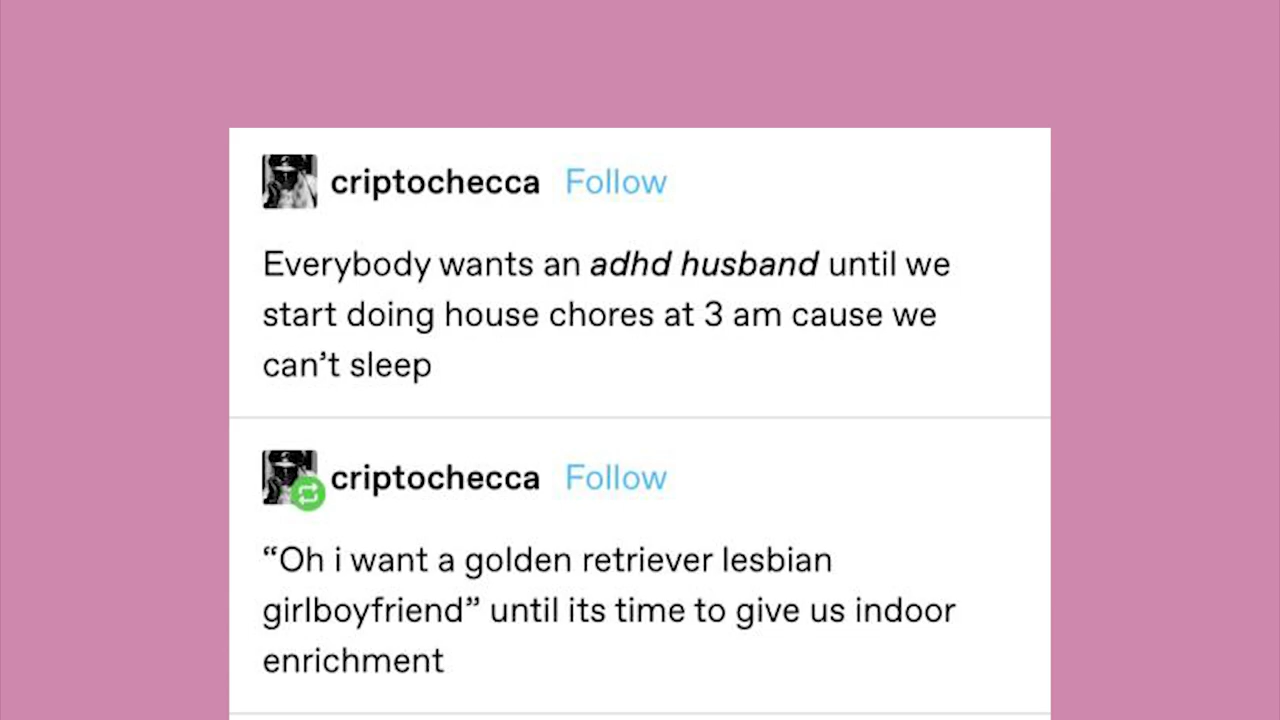 criptochecca Follow
Everybody wants an adhd husband until we
start doing house chores at 3 am cause we
can’t sleep
criptochecca Follow
“Oh i want a golden retriever lesbian
girlboyfriend” until its time to give us indoor
enrichment